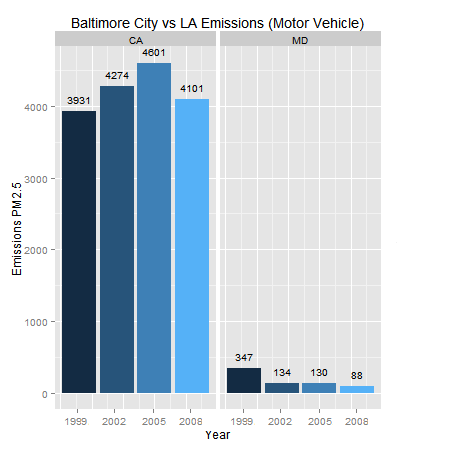 Baltimore City vs LA Emissions (Motor Vehicle)
CA MD
4601
4274
4101
3931
4000
3000
2000
1000
0
Emissions PM2.5
347
134
130
88
1999 2002 2005 2008 1999 2002 2005 2008
Year